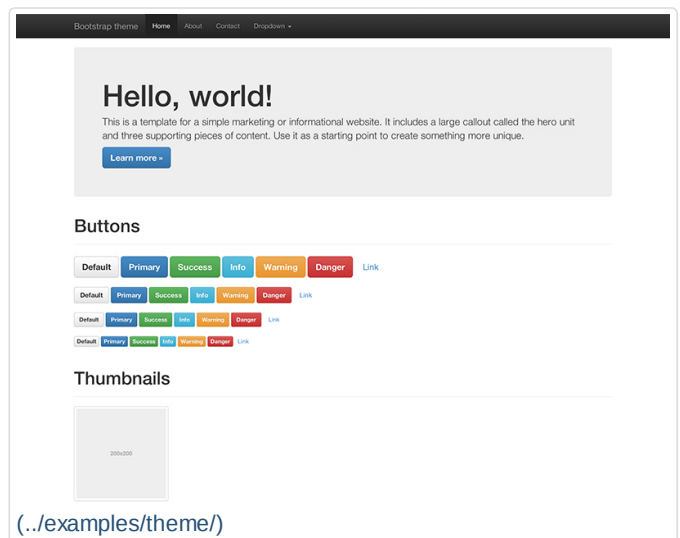 Bootstrap theme Home About Contact Dropdown
Hello, world!
This is a template for a simple marketing or informational website. It includes a large callout called the hero unit
and three supporting pieces of content. Use it as a starting point to create something more unique.
Learn more »
Buttons
Default Primary Success Info Warning Danger Link
Default Primary Success Info Warning Danger Link
Default Primary Success Info Warning Danger Link
Default Primary Success Info Warning Danger Link
Thumbnails
200x200
(../examples/theme/)